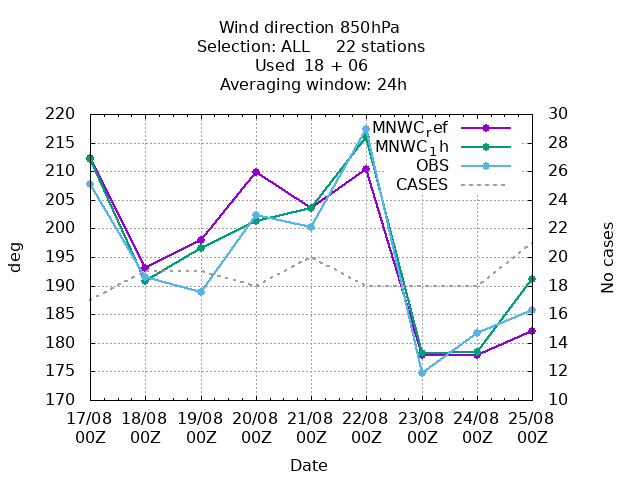 Wind direction 850hPa
Selection: ALL     22 stations
Used  18 + 06
Averaging window: 24h
220 30
215 28
210 26
205 24
200 22
195 20
190 18
185 16
180 14
175 12
170 10
MNWCref
MNWC1h
OBS
CASES
deg
No cases
17/08 18/08 19/08 20/08 21/08 22/08 23/08 24/08 25/08
00Z 00Z 00Z 00Z 00Z 00Z 00Z 00Z 00Z
Date